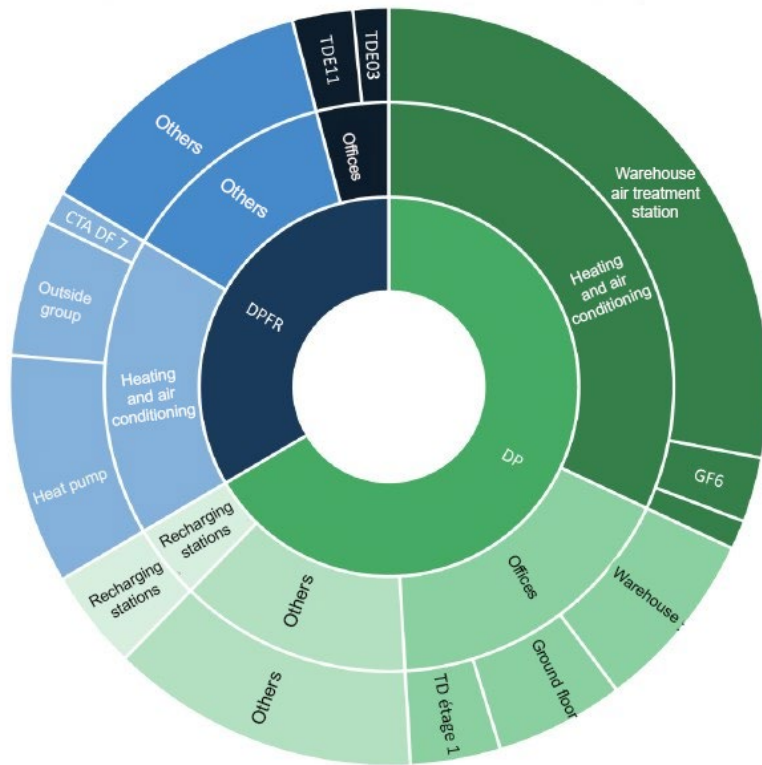 TDE11
TDE03
Others
Offices
Others
Warehouse
air treatment
station
CTA DF 7
Heating
and air
conditioning
Outside
group
DPFR
Heating
and air
conditioning
DP
GF6
Heat pump
Recharging
stations
Recharging
stations
Others
Offices
Warehouse
Others
TD étage 1
Ground floor